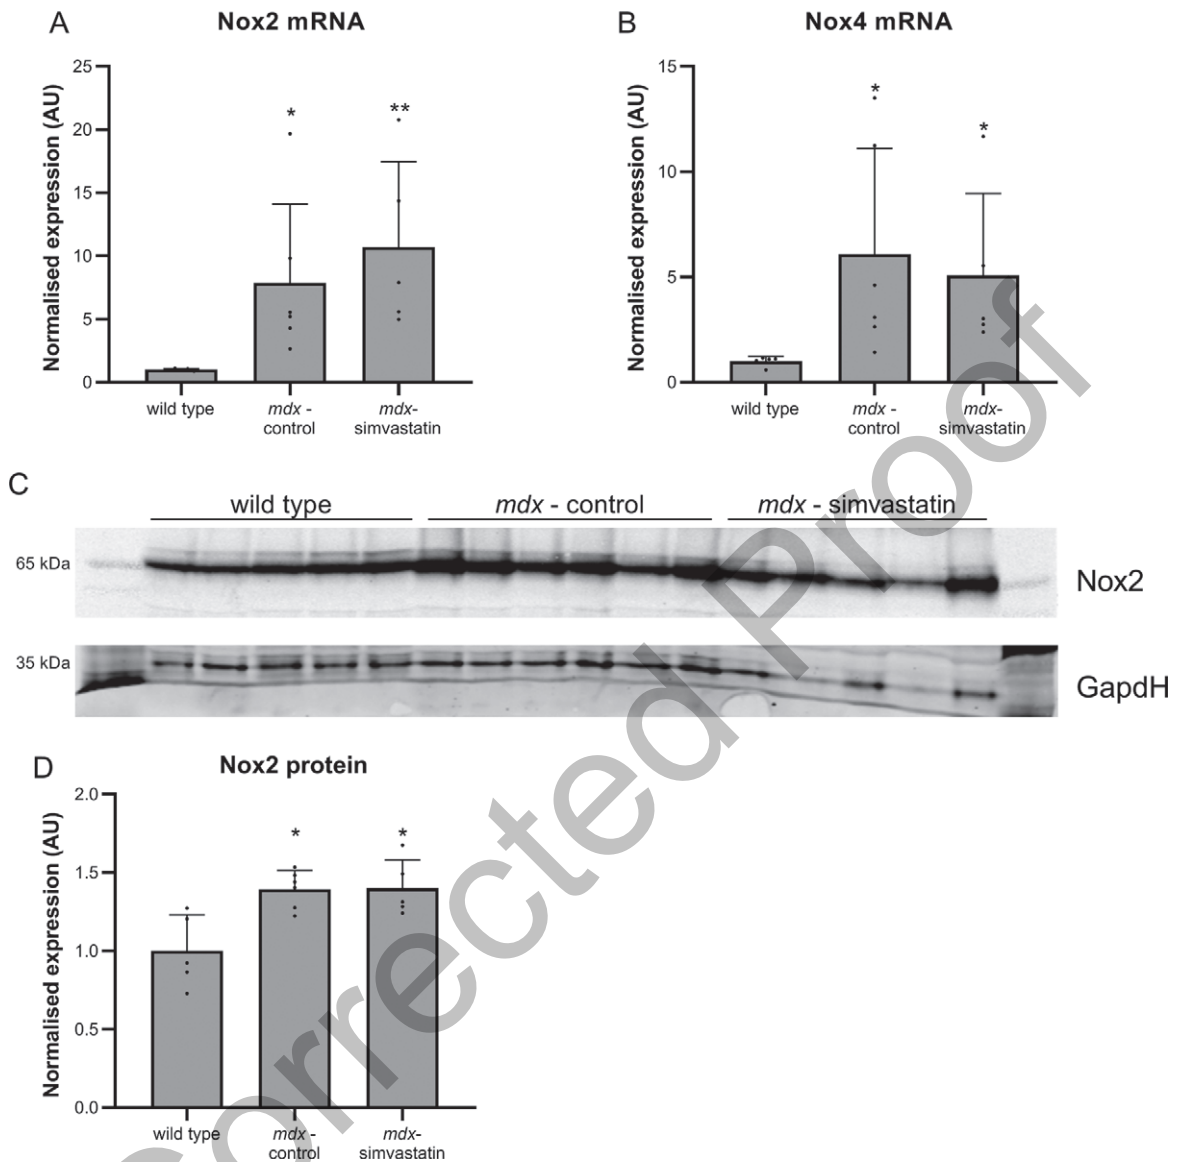 A
Nox2 mRNA
Normalised expression (AU)
25
20
15
10
5
0
*
**
wild type
mdx -
control
mdx-
simvastatin
B
Nox4 mRNA
Normalised expression (AU)
15
10
5
0
*
*
wild type
mdx -
control
mdx-
simvastatin
C
wild type
mdx - control
mdx - simvastatin
65 kDa
Nox2
35 kDa
GapdH
D
Nox2 protein
Normalised expression (AU)
2.0
1.5
1.0
0.5
0.0
*
*
wild type
mdx -
control
mdx-
simvastatin
orrected Proof